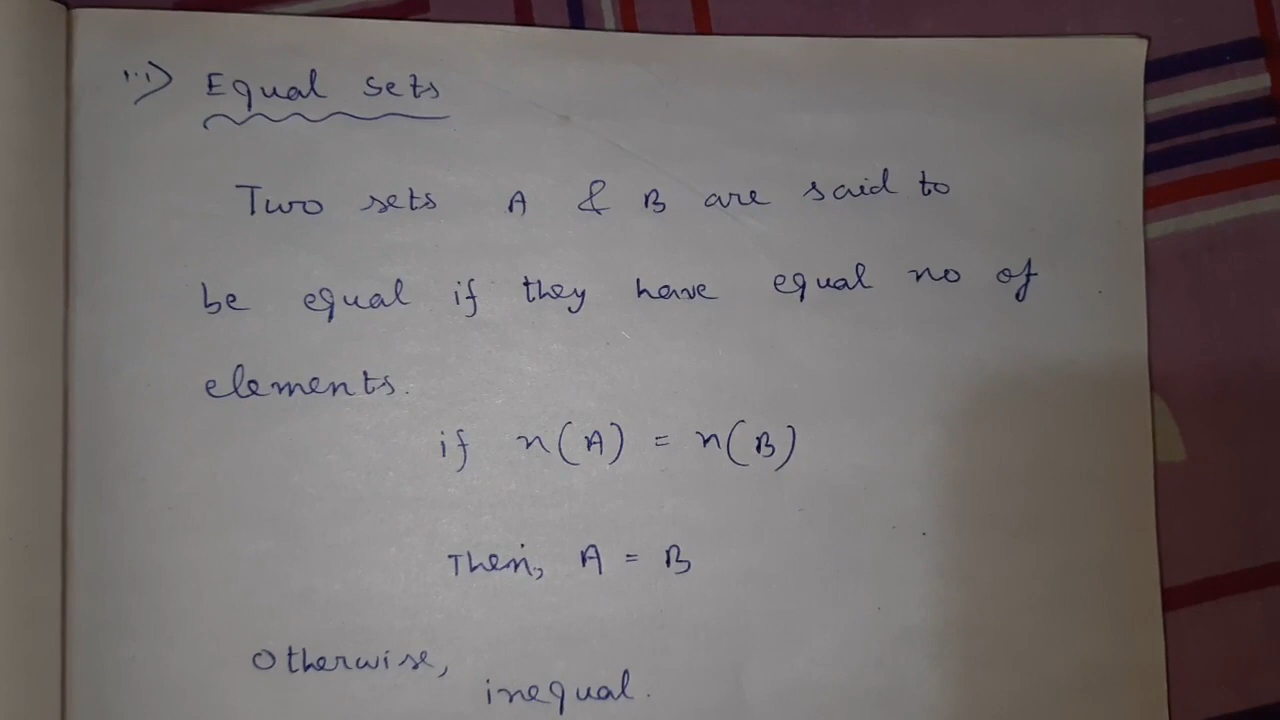 iii) Equal sets
Two sets A & B are said to
be equal if they have equal no of
elements.
if n(A) = n(B)
Then, A = B
Otherwise,
inequal.